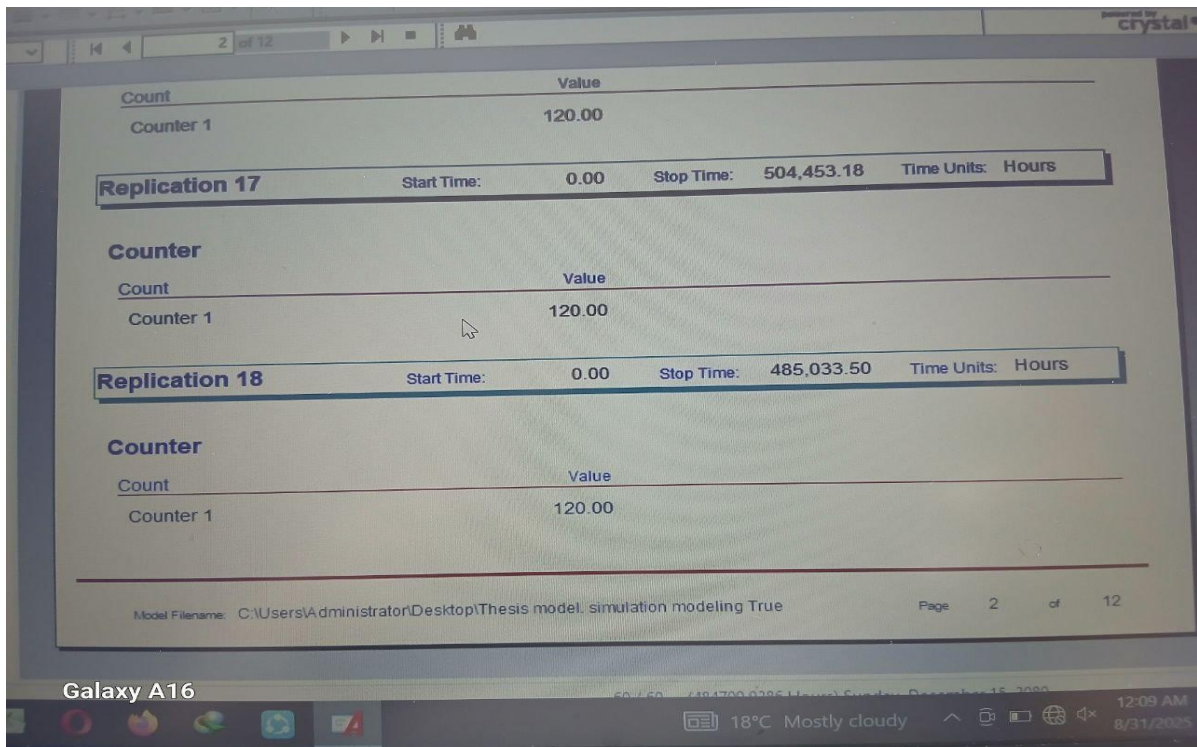 powered by
crystal
2 of 12
Value
Count
Counter 1 120.00
Replication 17 Start Time: 0.00 Stop Time: 504,453.18 Time Units: Hours
Counter
Value
Count
Counter 1 120.00
Replication 18 Start Time: 0.00 Stop Time: 485,033.50 Time Units: Hours
Counter
Value
Count
Counter 1 120.00
Model Filename: C:\Users\Administrator\Desktop\Thesis model. simulation modeling True Page 2 of 12
Galaxy A16
18°C Mostly cloudy
12:09 AM
8/31/2025